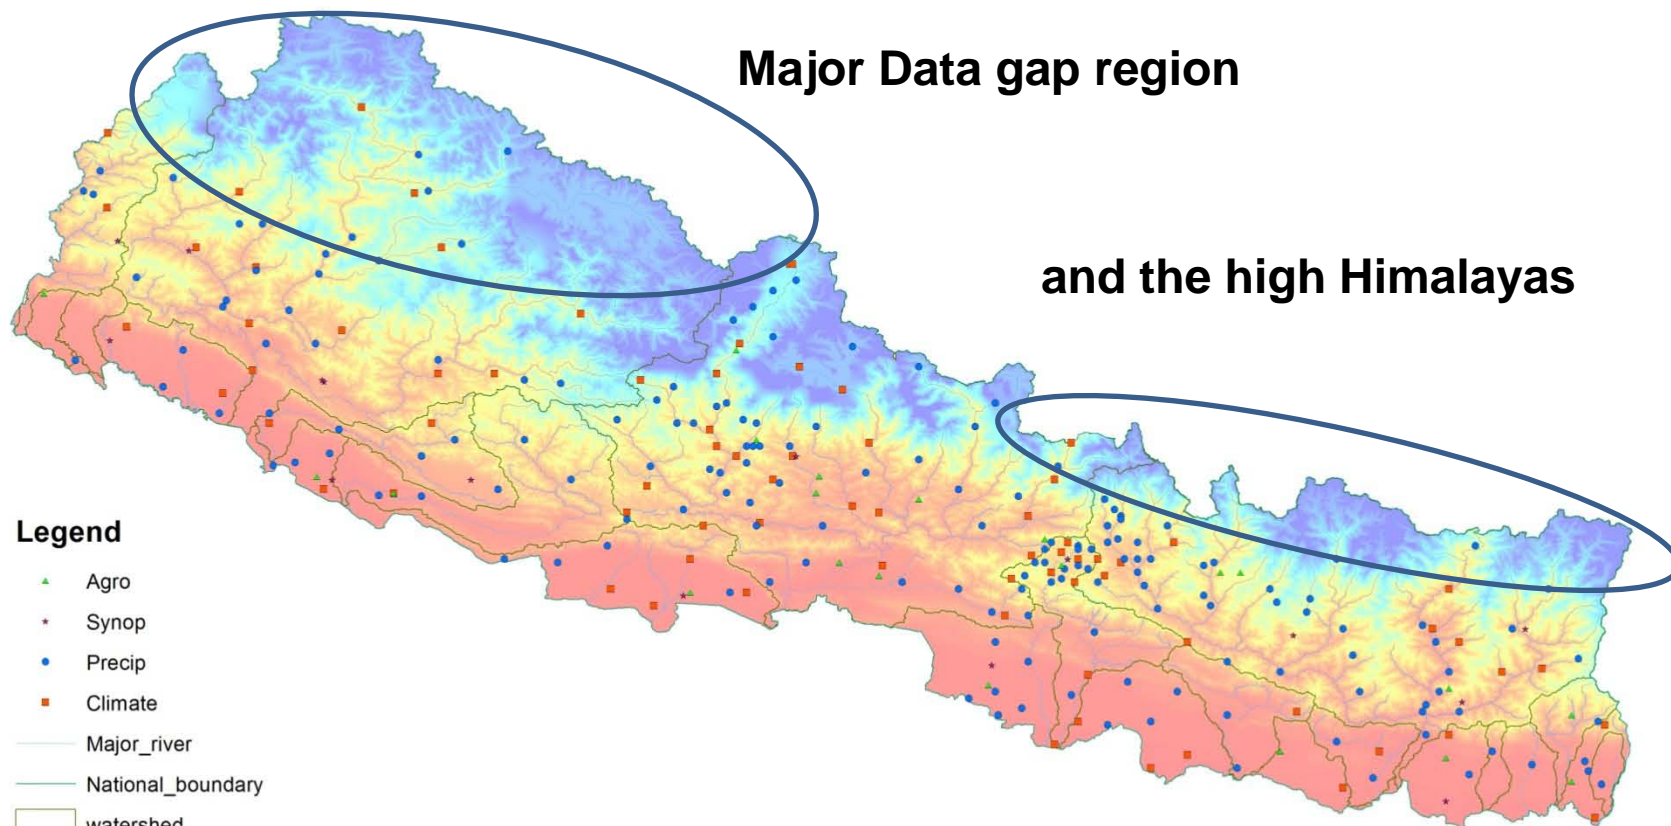 Major Data gap region
and the high Himalayas
Legend
Agro
Synop
Precip
Climate
Major_river
National_boundary
watershed